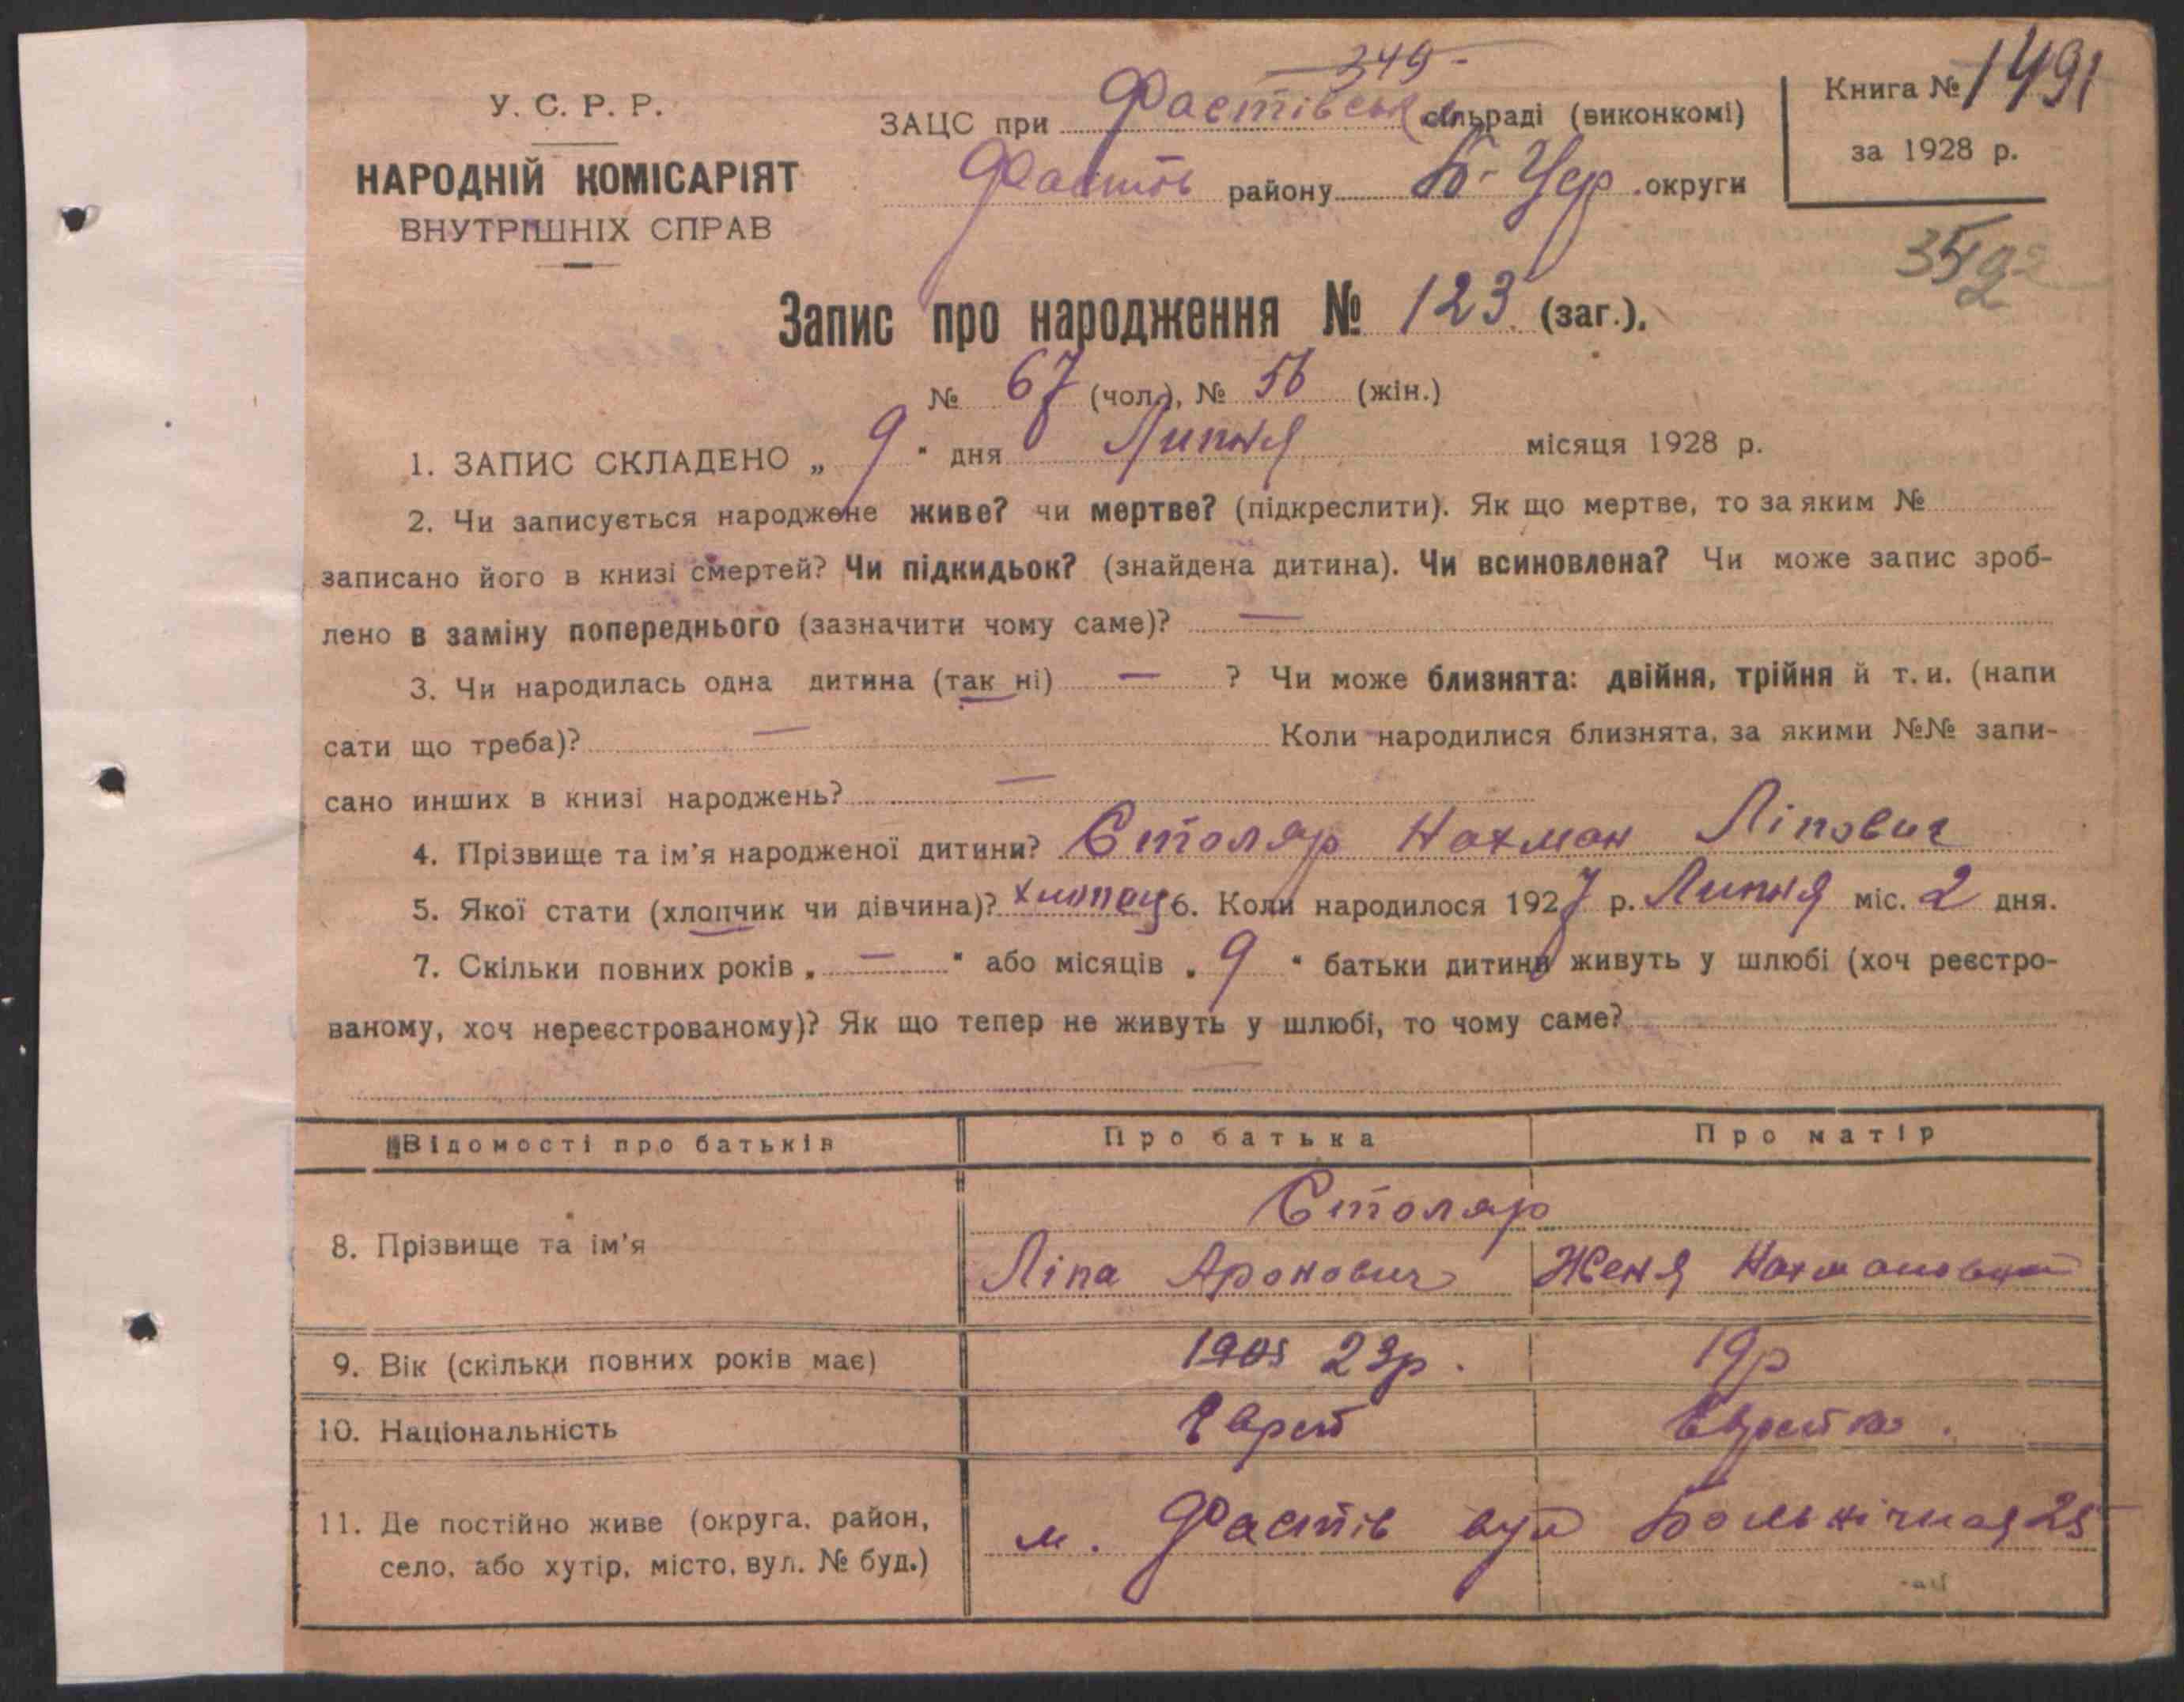 349
У. С. Р. Р.
НАРОДНІЙ КОМІСАРІЯТ
ВНУТРІШНІХ СПРАВ
ЗАЦС при Фастівськ сільраді (виконкомі)
Фастов району Б-Цер. округи
Книга № 1491
за 1928 р.
Запис про народження № 123 (заг.),
№ 67 (чол.), № 56 (жін.)
1. ЗАПИС СКЛАДЕНО „ 9 " дня Липня місяця 1928 р.
2. Чи записується народжене живе? чи мертве? (підкреслити). Як що мертве, то за яким №
записано його в книзі смертей? Чи підкидьок? (знайдена дитина). Чи всиновлена? Чи може запис зроб-
лено в заміну попереднього (зазначити чому саме)? —
3. Чи народилась одна дитина (так ні) — ? Чи може близнята: двійня, трійня й т. и. (напи
сати що треба)? — Коли народилися близнята, за якими №№ запи-
сано инших в книзі народжень? —
4. Прізвище та ім'я народженої дитини? Столяр Нахман Ліпович
5. Якої стати (хлопчик чи дівчина)? хлопець 6. Коли народилося 1927 р. Липня міс. 2 дня.
7. Скільки повних років „ — " або місяців „ 9 " батьки дитини живуть у шлюбі (хоч реєстро-
ваному, хоч нереєстрованому)? Як що тепер не живуть у шлюбі, то чому саме?
Відомості про батьків Про батька Про матір
Столяр
8. Прізвище та ім'я
Ліпа Аронович Женя Нахмановна
9. Вік (скільки повних років має) 1905 23р. 19р
10. Національність Єврей Єврейка.
11. Де постійно живе (округа, район,
село, або хутір, місто, вул. № буд.)
м. Фастів вул Больнічная 25